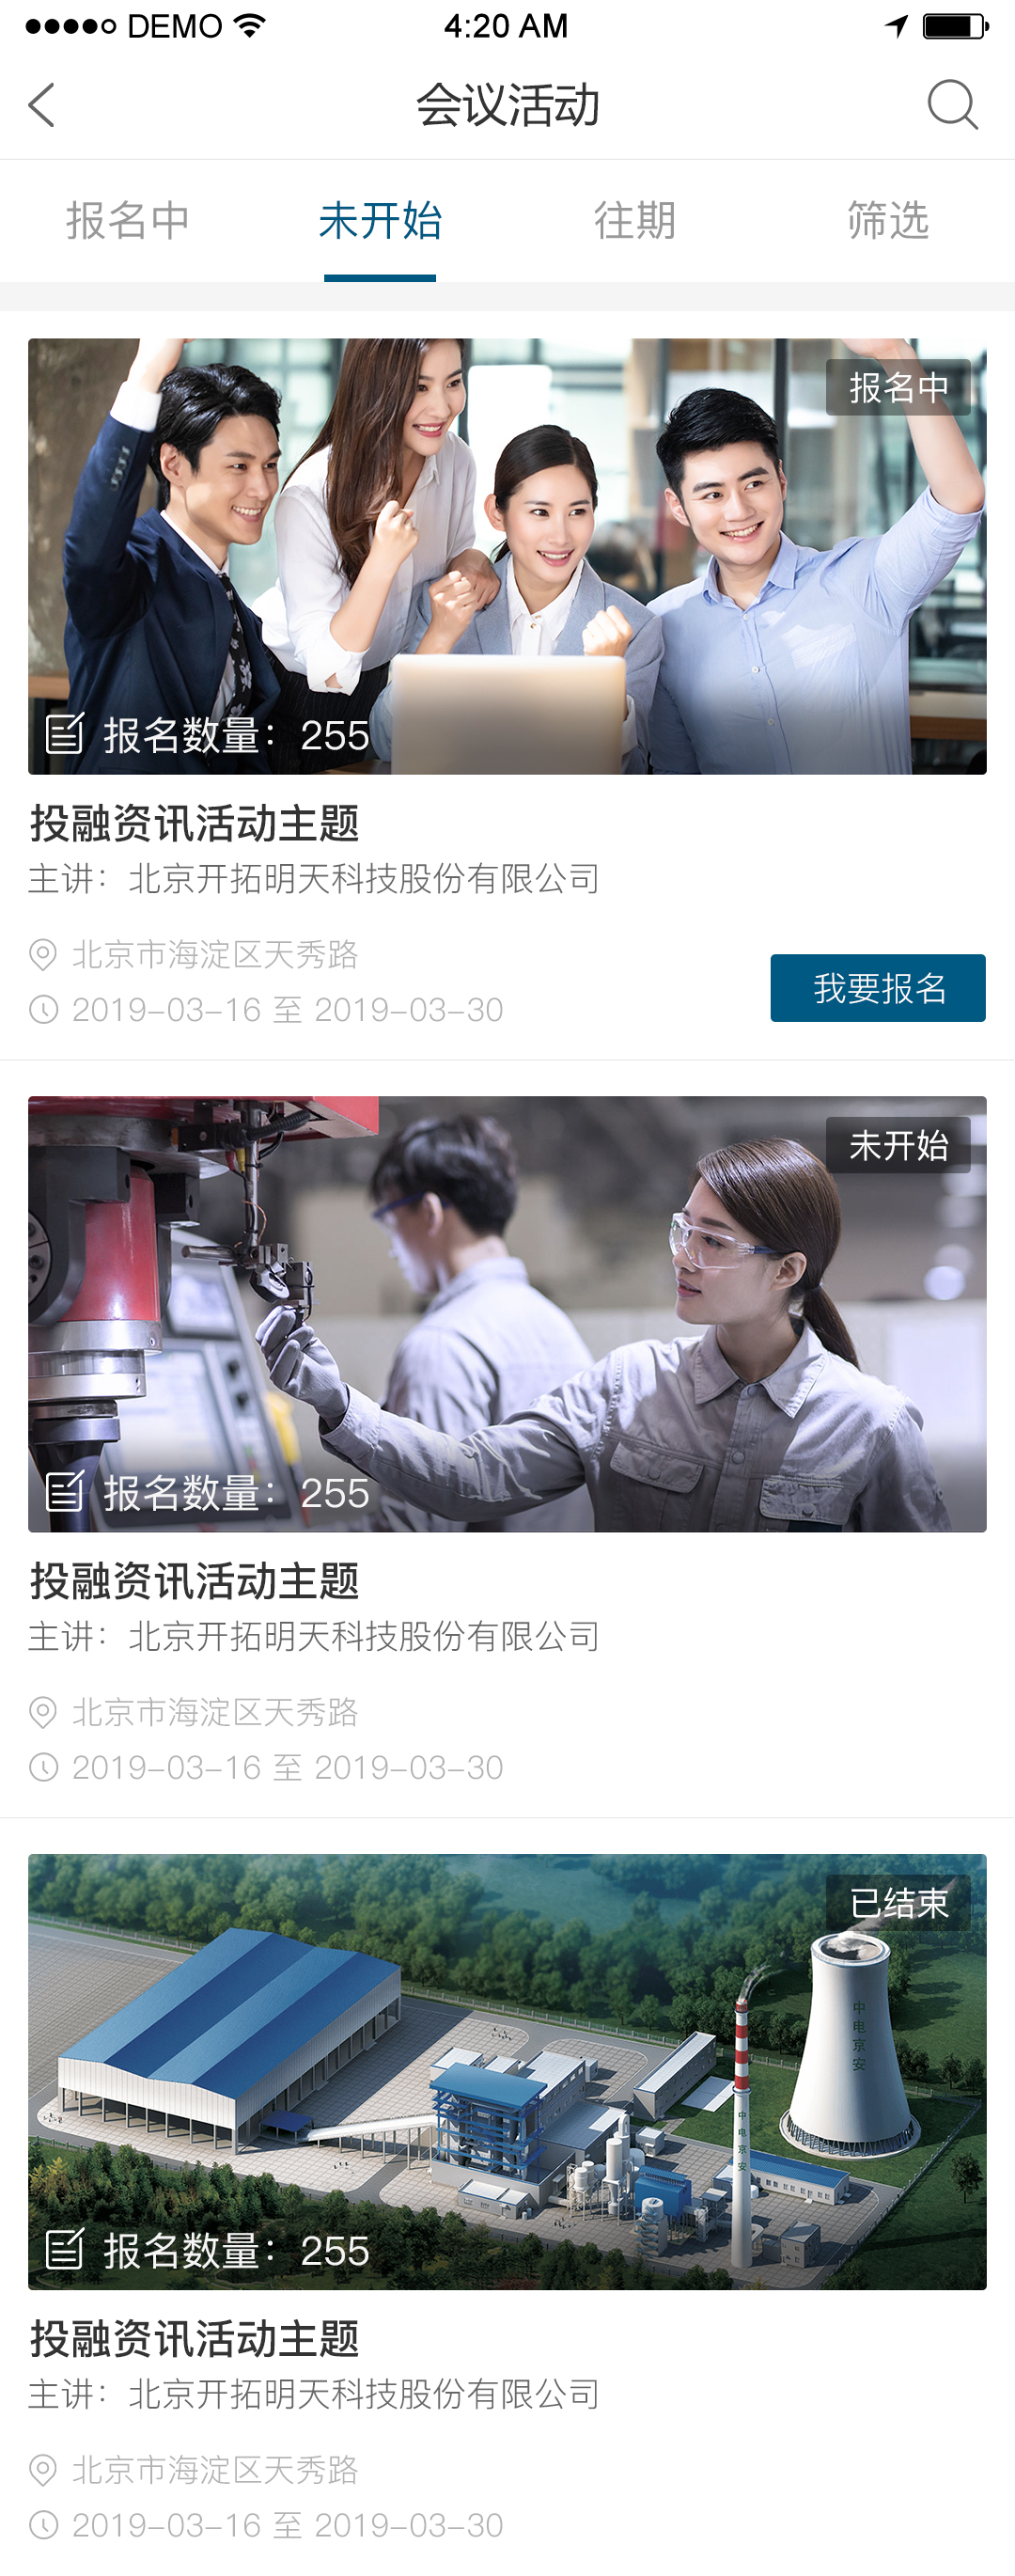 DEMO 4:20 AM
会议活动
报名中 未开始 往期 筛选
报名中
报名数量：255
投融资讯活动主题
主讲：北京开拓明天科技股份有限公司
北京市海淀区天秀路
2019-03-16 至 2019-03-30
我要报名
未开始
报名数量：255
投融资讯活动主题
主讲：北京开拓明天科技股份有限公司
北京市海淀区天秀路
2019-03-16 至 2019-03-30
已结束
中电京安
中电京安
报名数量：255
投融资讯活动主题
主讲：北京开拓明天科技股份有限公司
北京市海淀区天秀路
2019-03-16 至 2019-03-30